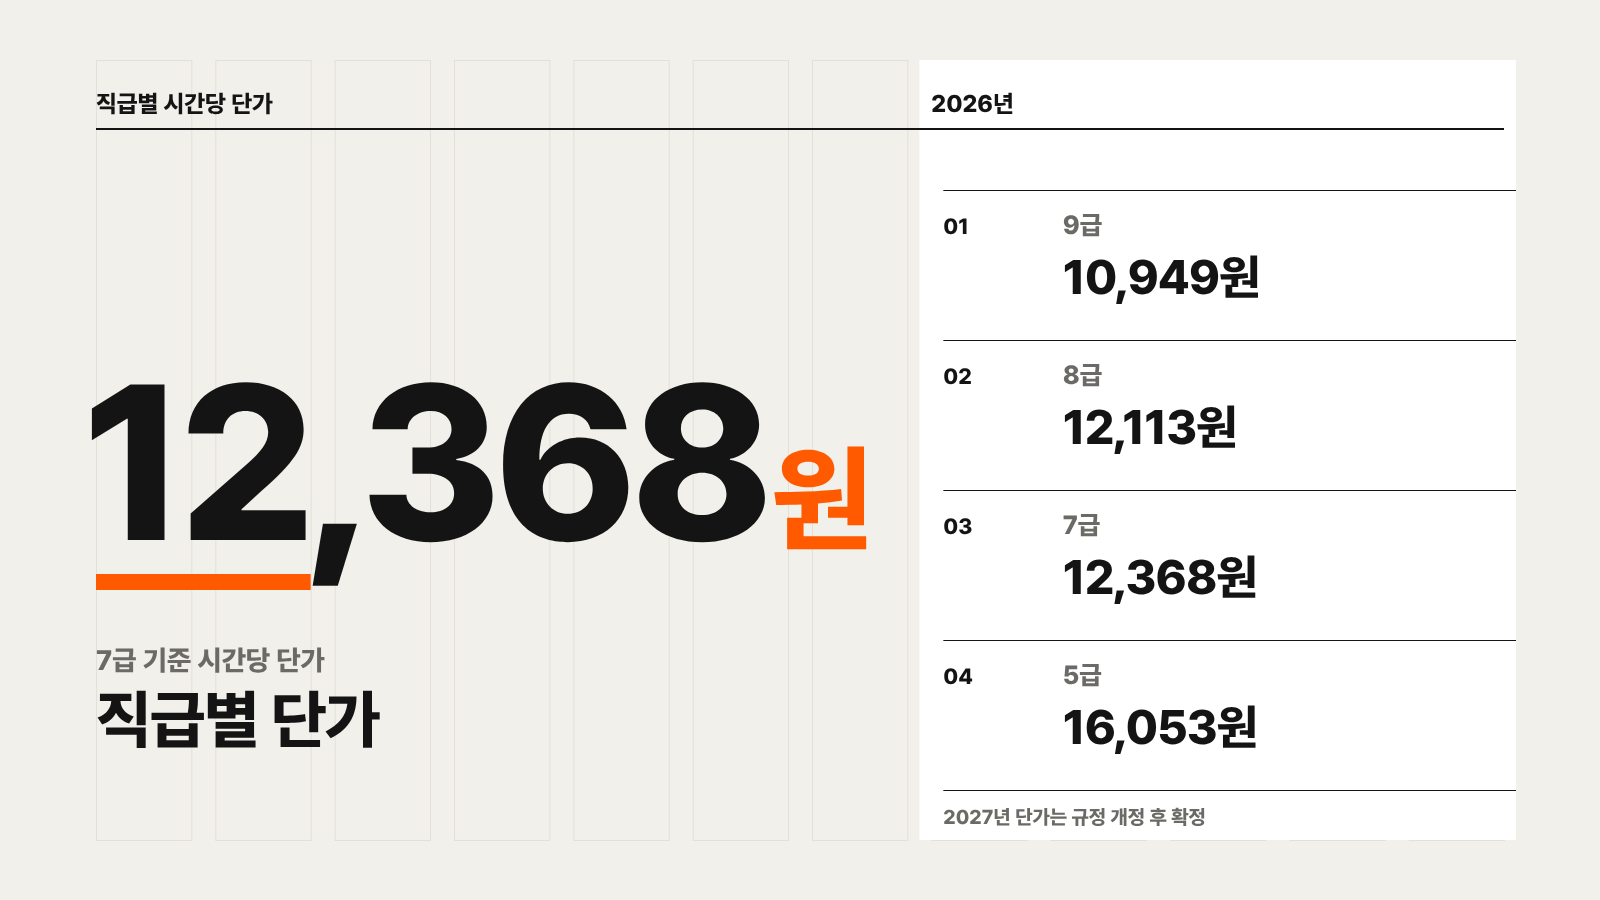 직급별 시간당 단가
2026년
12,368원
7급 기준 시간당 단가
직급별 단가
01
9급
10,949원
02
8급
12,113원
03
7급
12,368원
04
5급
16,053원
2027년 단가는 규정 개정 후 확정